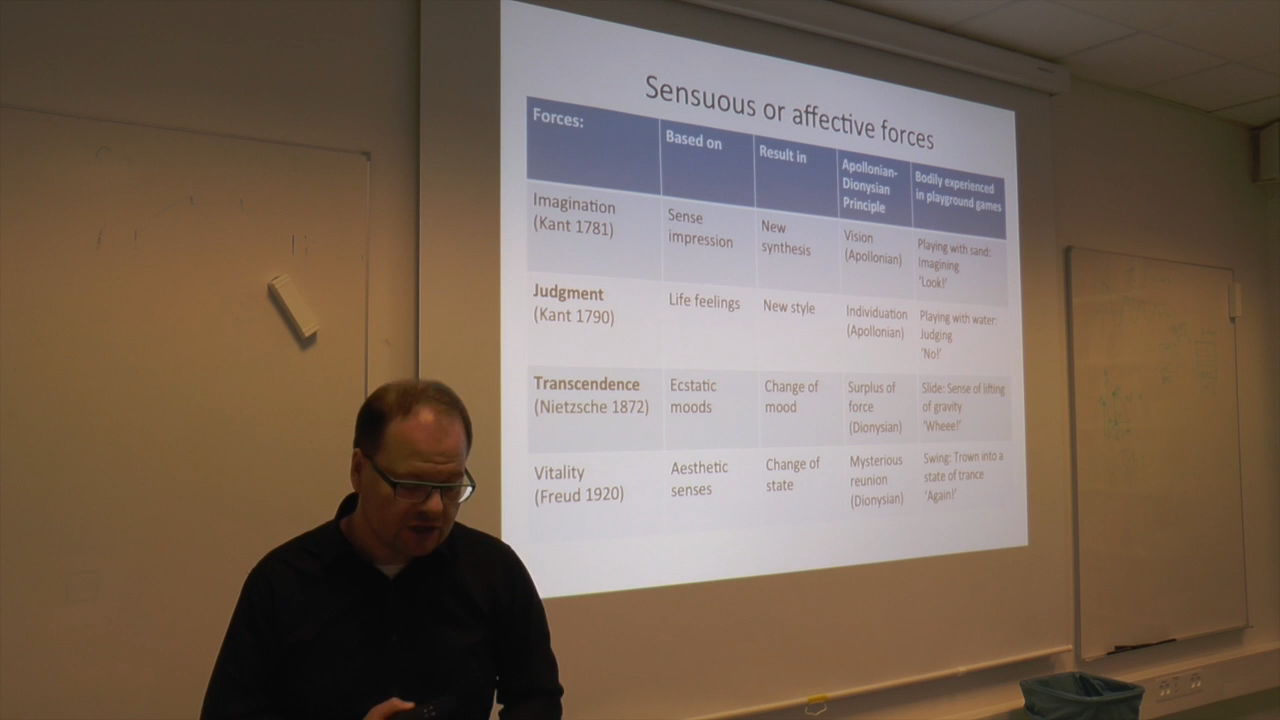 Sensuous or affective forces
Forces:
Based on
Result in
Apollonian-
Dionysian
Principle
Bodily experienced
in playground games
Imagination
(Kant 1781)
Sense
impression
New
synthesis
Vision
(Apollonian)
Playing with sand:
Imagining
'Look!'
Judgment
(Kant 1790)
Life feelings
New style
Individuation
(Apollonian)
Playing with water:
Judging
'No!'
Transcendence
(Nietzsche 1872)
Ecstatic
moods
Change of
mood
Surplus of
force
(Dionysian)
Slide: Sense of lifting
of gravity
'Wheee!'
Vitality
(Freud 1920)
Aesthetic
senses
Change of
state
Mysterious
reunion
(Dionysian)
Swing: Trown into a
state of trance
'Again!'